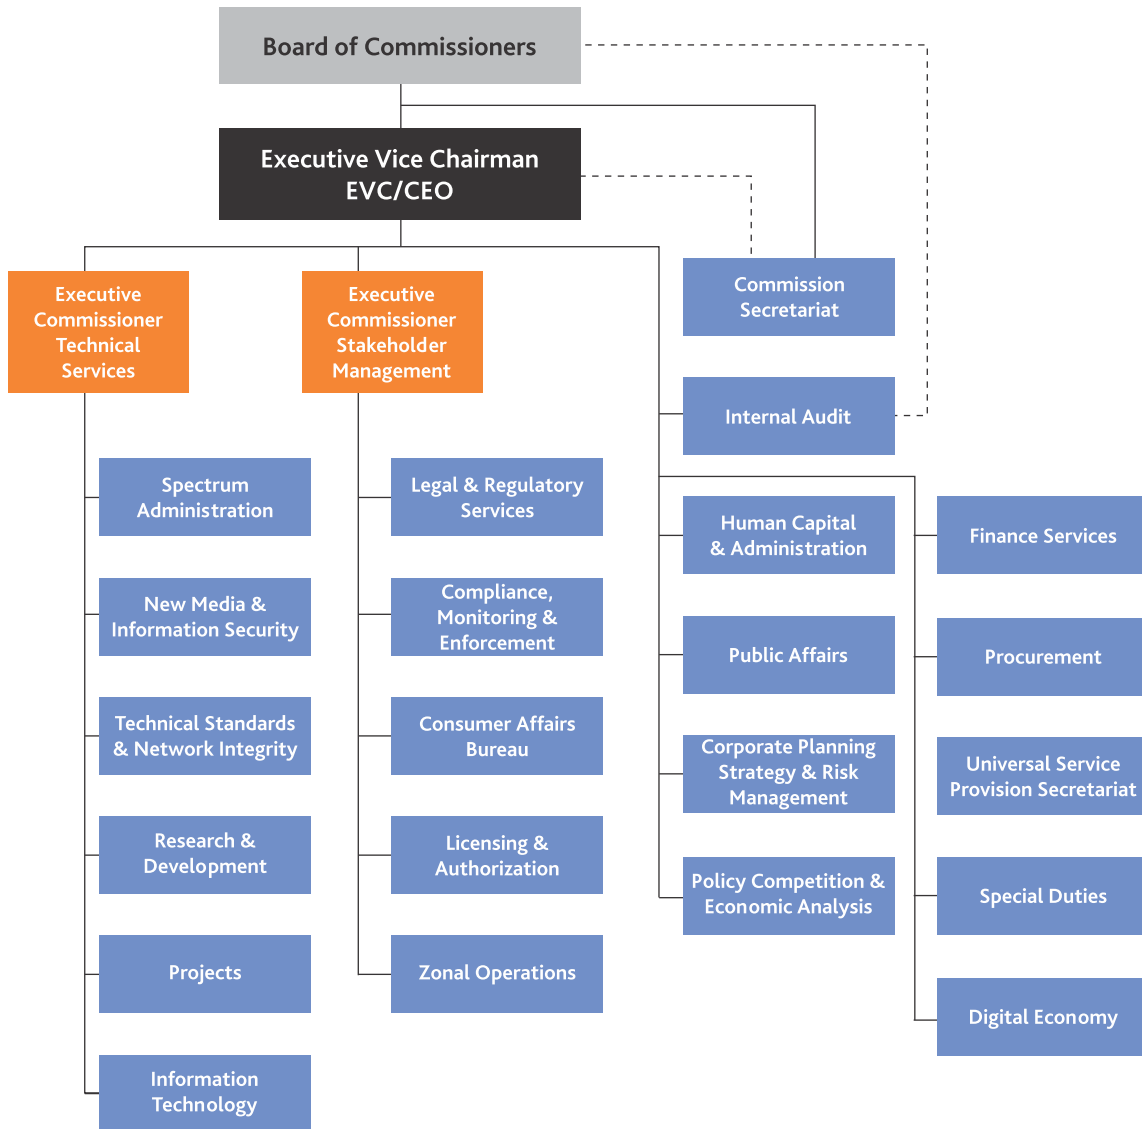 Board of Commissioners
Executive Vice Chairman
EVC/CEO
Executive
Commissioner
Technical
Services
Executive
Commissioner
Stakeholder
Management
Commission
Secretariat
Internal Audit
Spectrum
Administration
New Media &
Information Security
Technical Standards
& Network Integrity
Research &
Development
Projects
Information
Technology
Legal & Regulatory
Services
Compliance,
Monitoring &
Enforcement
Consumer Affairs
Bureau
Licensing &
Authorization
Zonal Operations
Human Capital
& Administration
Public Affairs
Corporate Planning
Strategy & Risk
Management
Policy Competition &
Economic Analysis
Finance Services
Procurement
Universal Service
Provision Secretariat
Special Duties
Digital Economy